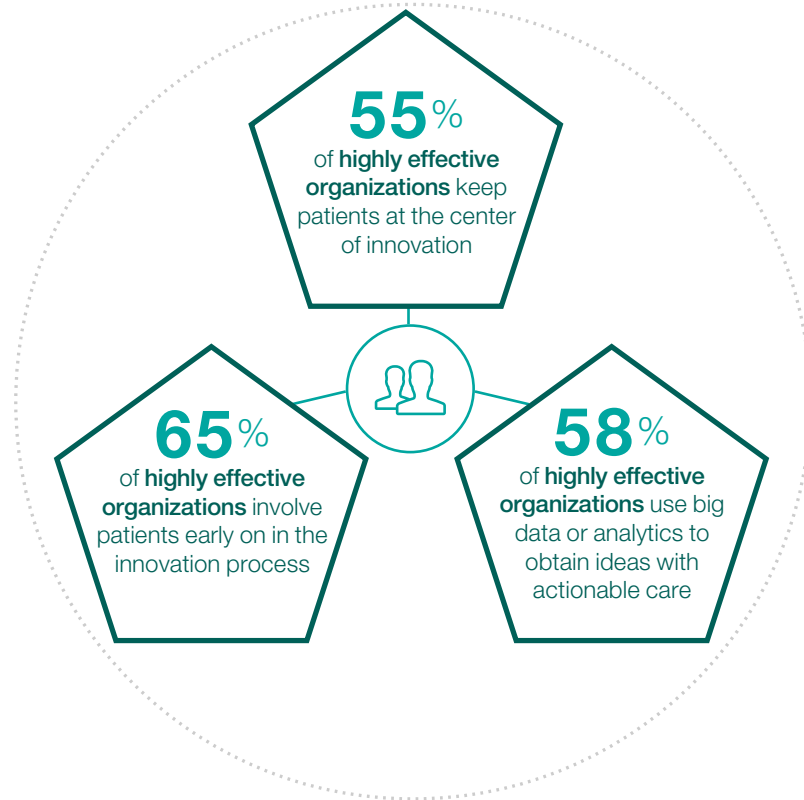 55%
of highly effective
organizations keep
patients at the center
of innovation
65%
of highly effective
organizations involve
patients early on in the
innovation process
58%
of highly effective
organizations use big
data or analytics to
obtain ideas with
actionable care